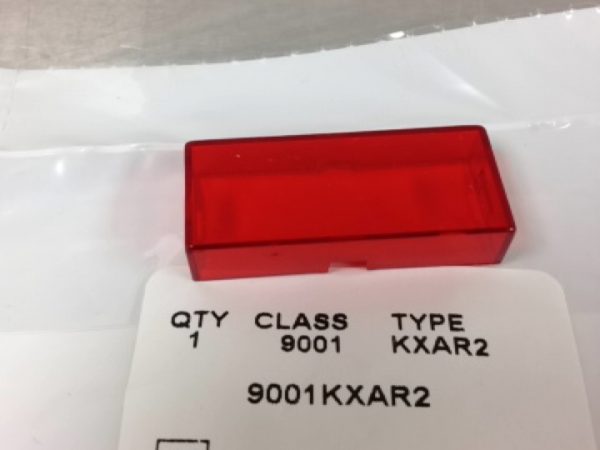 QTY CLASS TYPE
1 9001 KXAR2
9001KXAR2